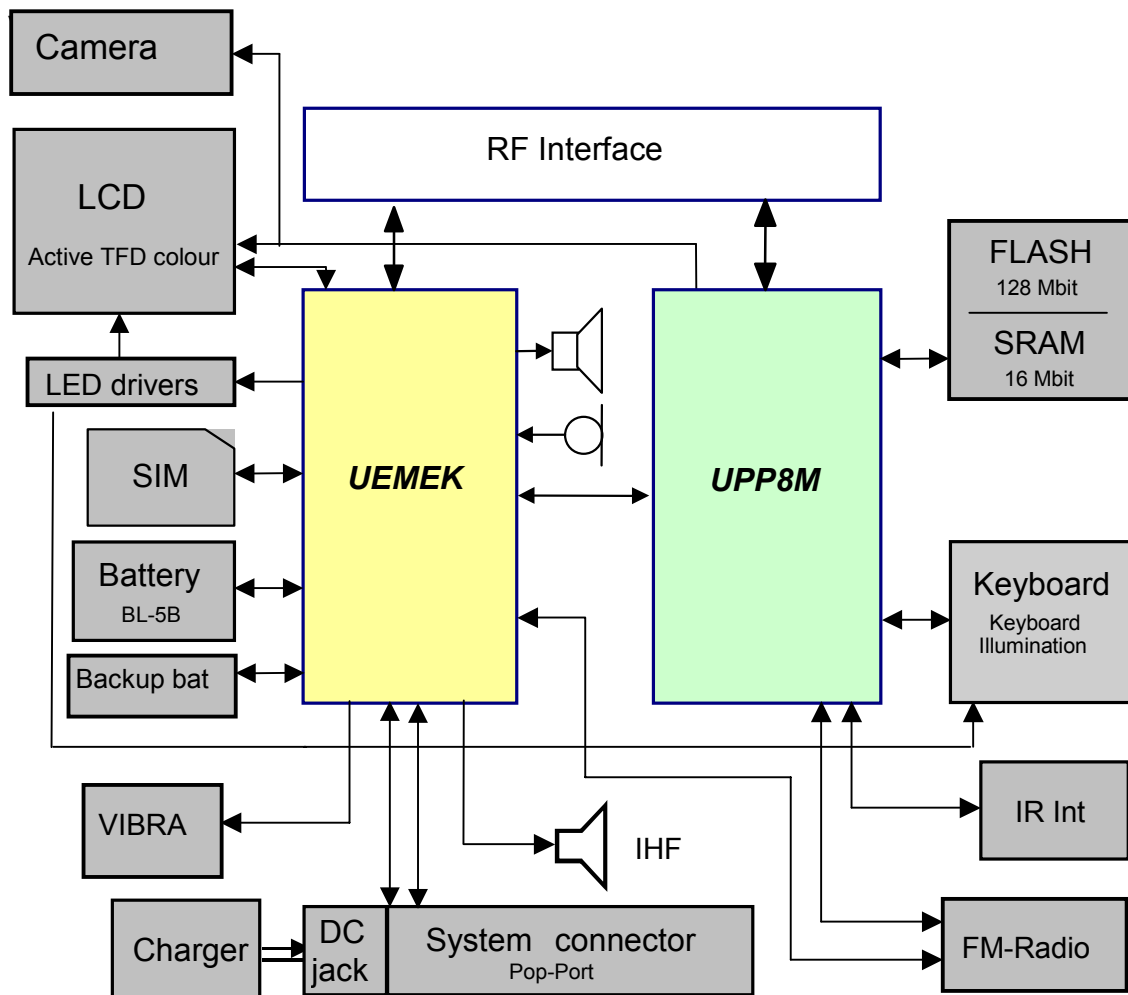 Camera
RF Interface
LCD
Active TFD colour
FLASH
128 Mbit
SRAM
16 Mbit
LED drivers
SIM
UEMEK
UPP8M
Battery
BL-5B
Keyboard
Keyboard
Illumination
Backup bat
VIBRA
IHF
IR Int
Charger
DC
jack
System connector
Pop-Port
FM-Radio